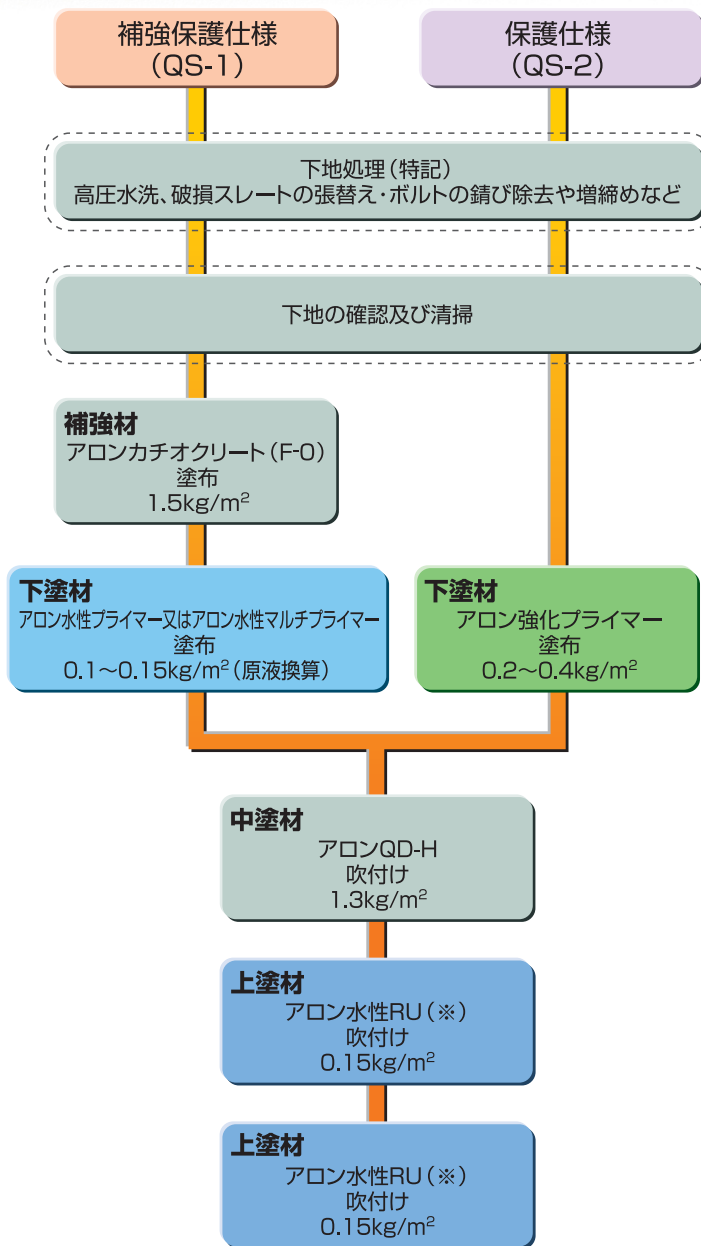 補強保護仕様
(QS-1)
保護仕様
(QS-2)
下地処理(特記)
高圧水洗、破損スレートの張替え・ボルトの錆び除去や増締めなど
下地の確認及び清掃
補強材
アロンカチオクリート(F-O)
塗布
1.5kg/m²
下塗材
アロン水性プライマー又はアロン水性マルチプライマー
塗布
0.1〜0.15kg/m²(原液換算)
下塗材
アロン強化プライマー
塗布
0.2〜0.4kg/m²
中塗材
アロンQD-H
吹付け
1.3kg/m²
上塗材
アロン水性RU(※)
吹付け
0.15kg/m²
上塗材
アロン水性RU(※)
吹付け
0.15kg/m²